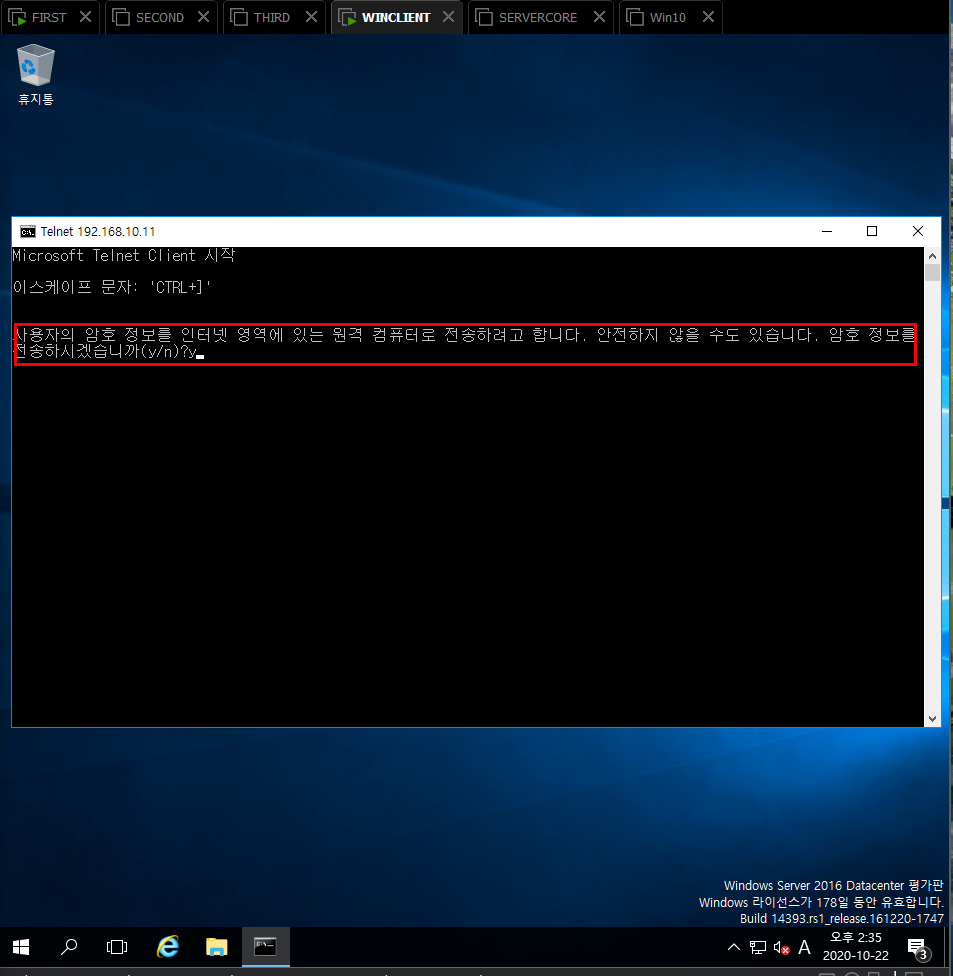 FIRST
SECOND
THIRD
WINCLIENT
SERVERCORE
Win10
휴지통
Telnet 192.168.10.11
Microsoft Telnet Client 시작
이스케이프 문자: 'CTRL+]'
사용자의 암호 정보를 인터넷 영역에 있는 원격 컴퓨터로 전송하려고 합니다. 안전하지 않을 수도 있습니다. 암호 정보를
전송하시겠습니까(y/n)?y
Windows Server 2016 Datacenter 평가판
Windows 라이선스가 178일 동안 유효합니다.
Build 14393.rs1_release.161220-1747
A
오후 2:35
2020-10-22
3